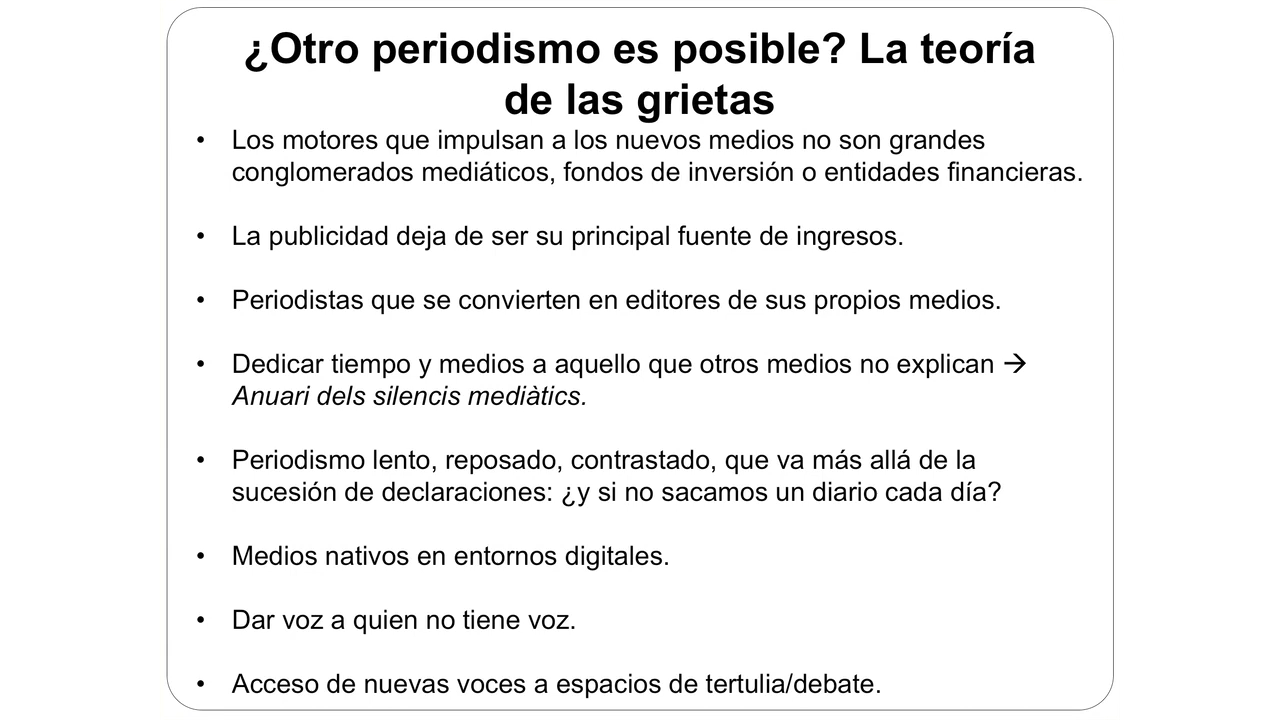 ¿Otro periodismo es posible? La teoría
de las grietas
• Los motores que impulsan a los nuevos medios no son grandes
conglomerados mediáticos, fondos de inversión o entidades financieras.
• La publicidad deja de ser su principal fuente de ingresos.
• Periodistas que se convierten en editores de sus propios medios.
• Dedicar tiempo y medios a aquello que otros medios no explican →
Anuari dels silencis mediàtics.
• Periodismo lento, reposado, contrastado, que va más allá de la
sucesión de declaraciones: ¿y si no sacamos un diario cada día?
• Medios nativos en entornos digitales.
• Dar voz a quien no tiene voz.
• Acceso de nuevas voces a espacios de tertulia/debate.